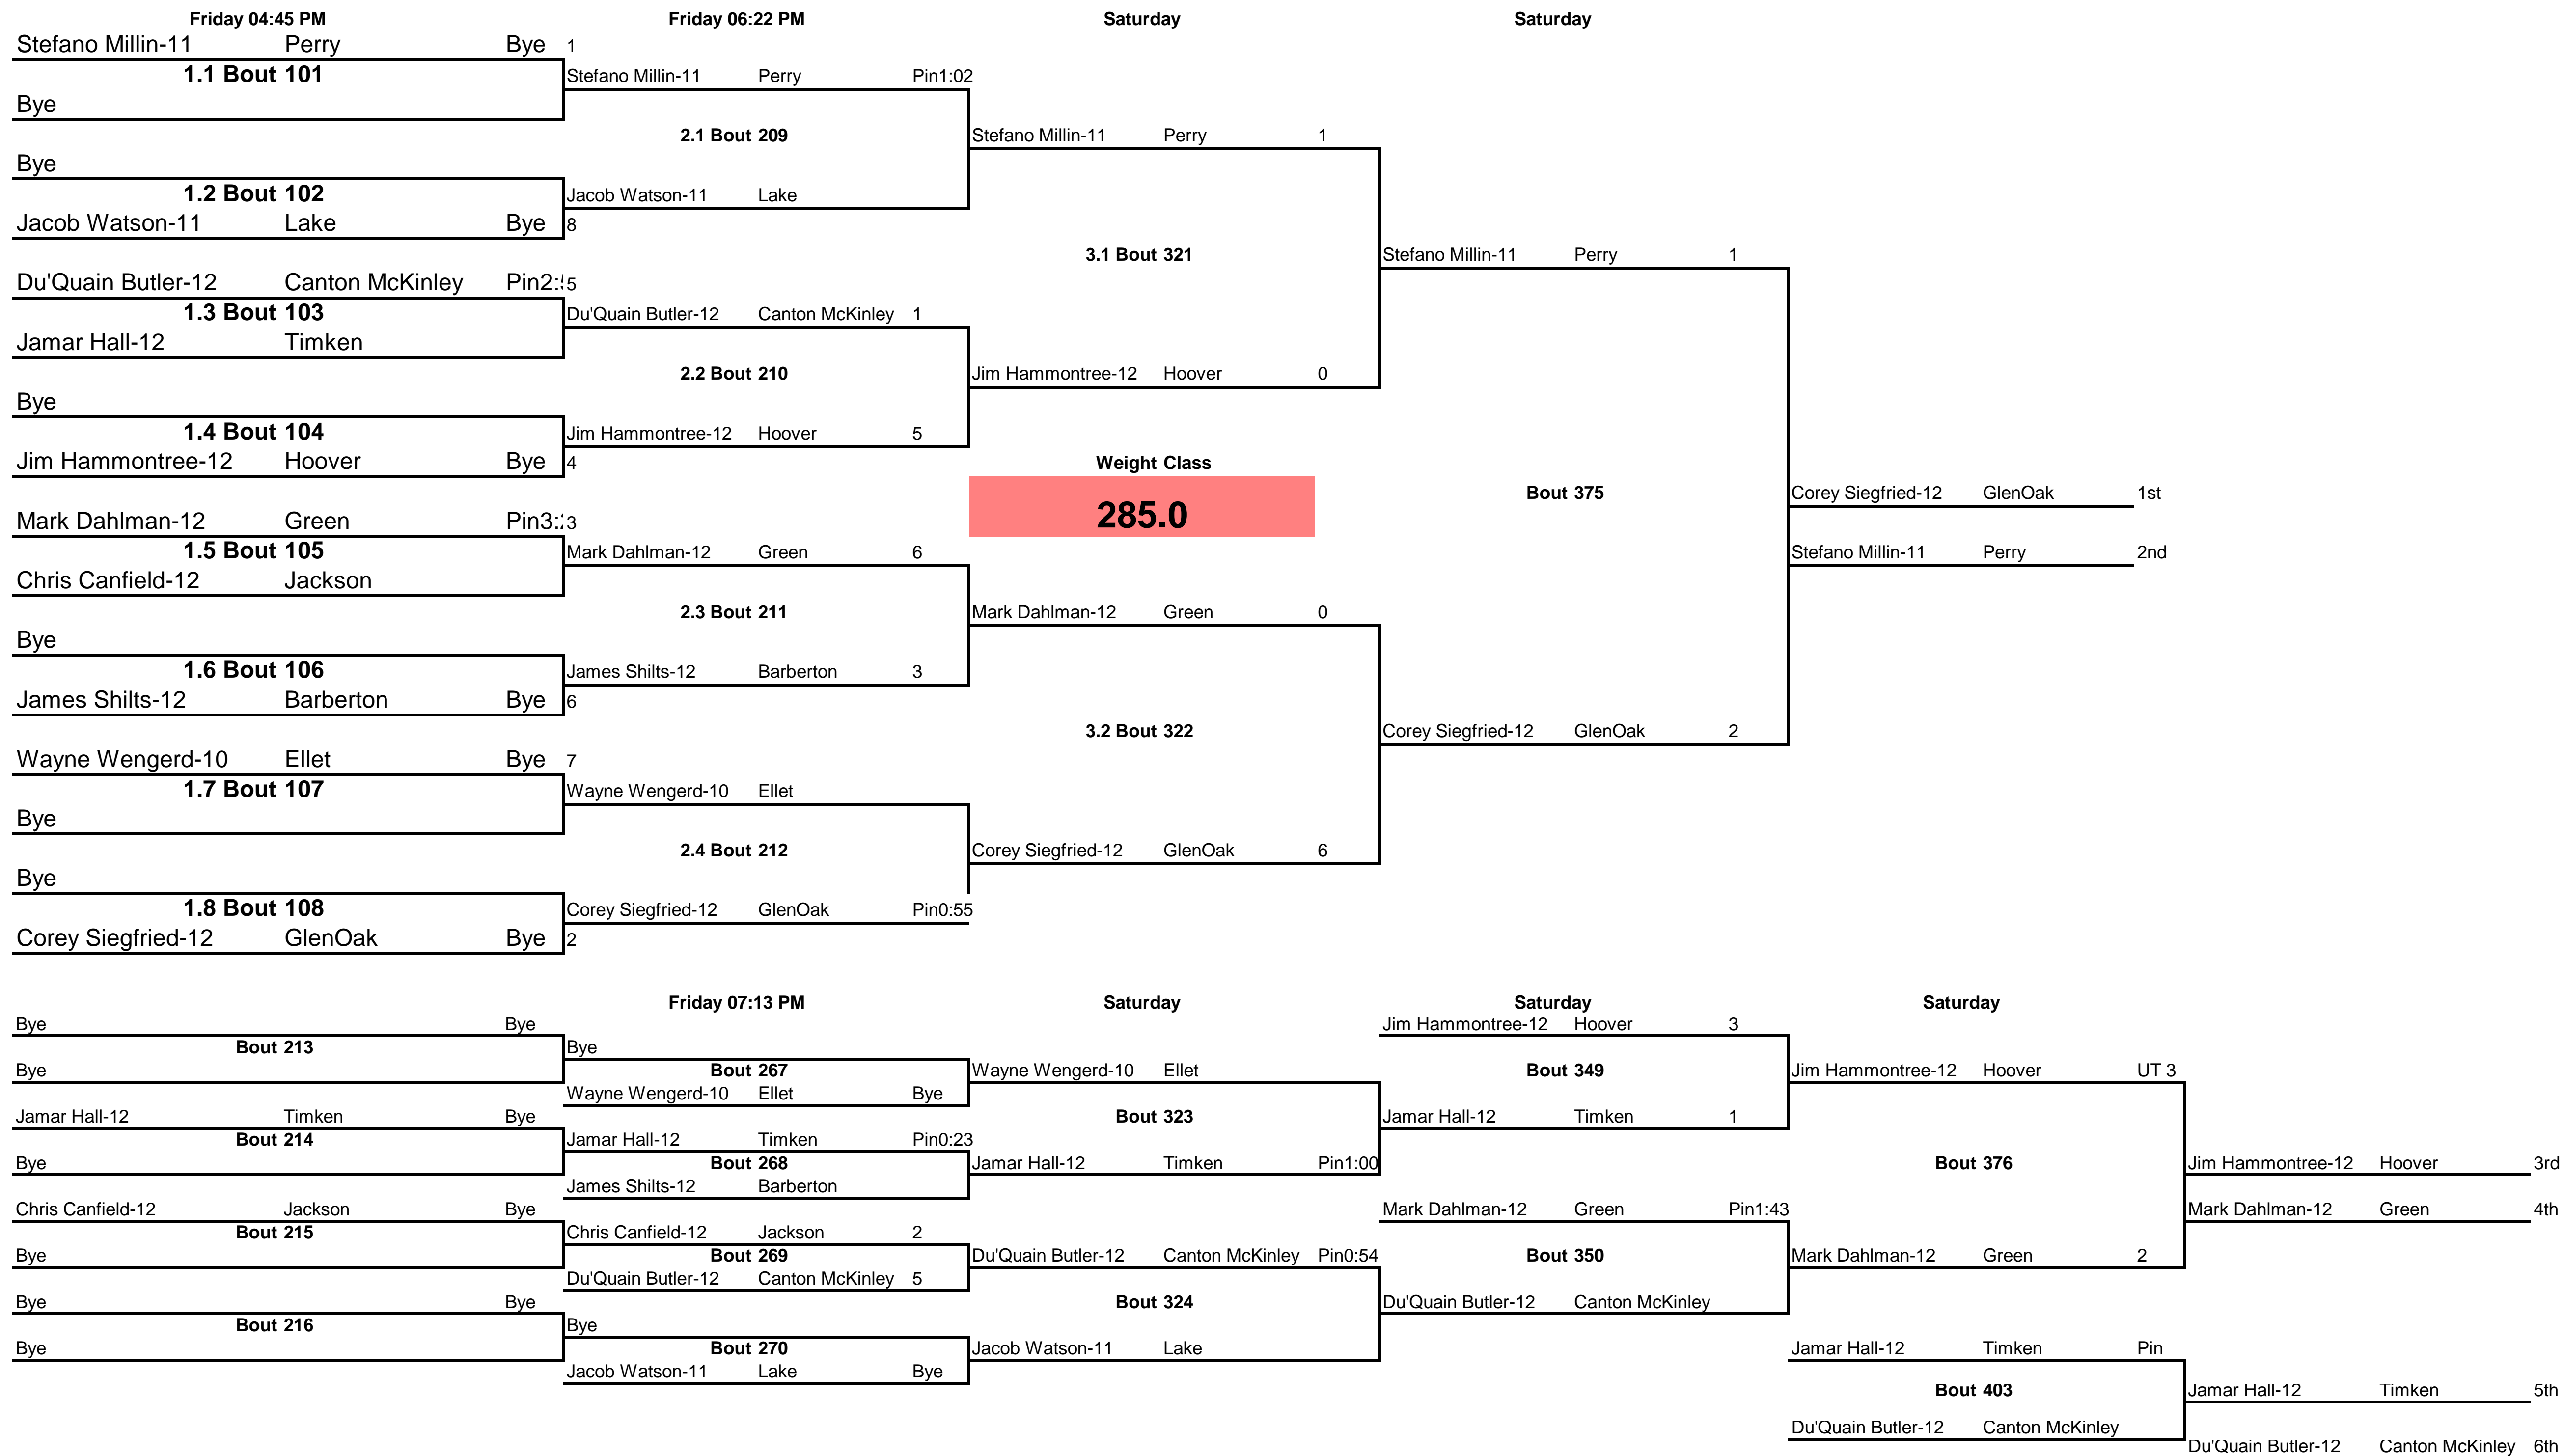 Friday 04:45 PM Friday 06:22 PM Saturday Saturday
Stefano Millin-11 Perry Bye 1
1.1 Bout 101
Stefano Millin-11 Perry Pin1:02
Bye
2.1 Bout 209
Stefano Millin-11 Perry 1
Bye
1.2 Bout 102
Jacob Watson-11 Lake
Jacob Watson-11 Lake Bye 8
3.1 Bout 321
Stefano Millin-11 Perry 1
Du'Quain Butler-12 Canton McKinley Pin2: 5
1.3 Bout 103
Du'Quain Butler-12 Canton McKinley 1
Jamar Hall-12 Timken
2.2 Bout 210
Jim Hammontree-12 Hoover 0
Bye
1.4 Bout 104
Jim Hammontree-12 Hoover 5
Jim Hammontree-12 Hoover Bye 4
Weight Class
285.0
Bout 375
Corey Siegfried-12 GlenOak 1st
Mark Dahlman-12 Green Pin3: 3
1.5 Bout 105
Mark Dahlman-12 Green 6
Stefano Millin-11 Perry 2nd
Chris Canfield-12 Jackson
2.3 Bout 211
Mark Dahlman-12 Green 0
Bye
1.6 Bout 106
James Shilts-12 Barberton 3
James Shilts-12 Barberton Bye 6
3.2 Bout 322
Corey Siegfried-12 GlenOak 2
Wayne Wengerd-10 Ellet Bye 7
1.7 Bout 107
Wayne Wengerd-10 Ellet
Bye
2.4 Bout 212
Corey Siegfried-12 GlenOak 6
Bye
1.8 Bout 108
Corey Siegfried-12 GlenOak Pin0:55
Corey Siegfried-12 GlenOak Bye 2
Friday 07:13 PM Saturday Saturday Saturday
Bye Bye
Jim Hammontree-12 Hoover 3
Bout 213
Bye
Bye
Bout 267
Wayne Wengerd-10 Ellet
Bout 349
Jim Hammontree-12 Hoover UT 3
Wayne Wengerd-10 Ellet Bye
Jamar Hall-12 Timken Bye
Bout 323
Jamar Hall-12 Timken 1
Bout 214
Jamar Hall-12 Timken Pin0:23
Bye
Bout 268
Jamar Hall-12 Timken Pin1:00
Bout 376
Jim Hammontree-12 Hoover 3rd
James Shilts-12 Barberton
Chris Canfield-12 Jackson Bye
Mark Dahlman-12 Green Pin1:43
Mark Dahlman-12 Green 4th
Bout 215
Chris Canfield-12 Jackson 2
Bye
Bout 269
Du'Quain Butler-12 Canton McKinley Pin0:54
Bout 350
Mark Dahlman-12 Green 2
Du'Quain Butler-12 Canton McKinley 5
Bye Bye
Bout 324
Du'Quain Butler-12 Canton McKinley
Bout 216
Bye
Bye
Bout 270
Jacob Watson-11 Lake
Jamar Hall-12 Timken Pin
Jacob Watson-11 Lake Bye
Bout 403
Jamar Hall-12 Timken 5th
Du'Quain Butler-12 Canton McKinley
Du'Quain Butler-12 Canton McKinley 6th